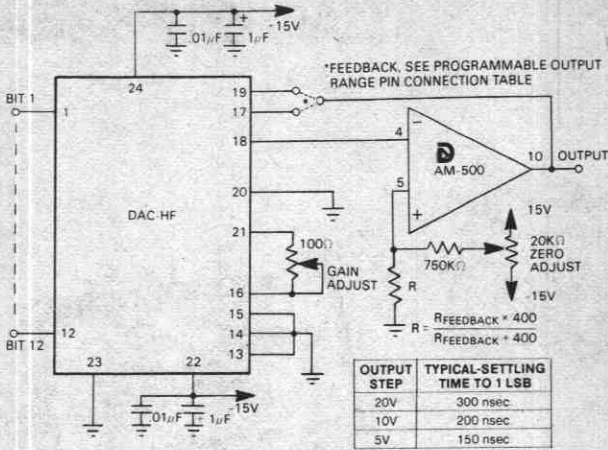 -15V
.01µF
+
1µF
*FEEDBACK, SEE PROGRAMMABLE OUTPUT
RANGE PIN CONNECTION TABLE
24
BIT 1
1
19
17
*
18
4
−
AM-500
10
OUTPUT
20
5
+
DAC-HF
21
100Ω
GAIN
ADJUST
16
15V
20KΩ
ZERO
ADJUST
-15V
750KΩ
R
15
14
13
12
BIT 12
R = RFEEDBACK * 400
RFEEDBACK + 400
23
22
-15V
.01µF
+
1µF
OUTPUT STEP TYPICAL-SETTLING TIME TO 1 LSB
20V 300 nsec
10V 200 nsec
5V 150 nsec